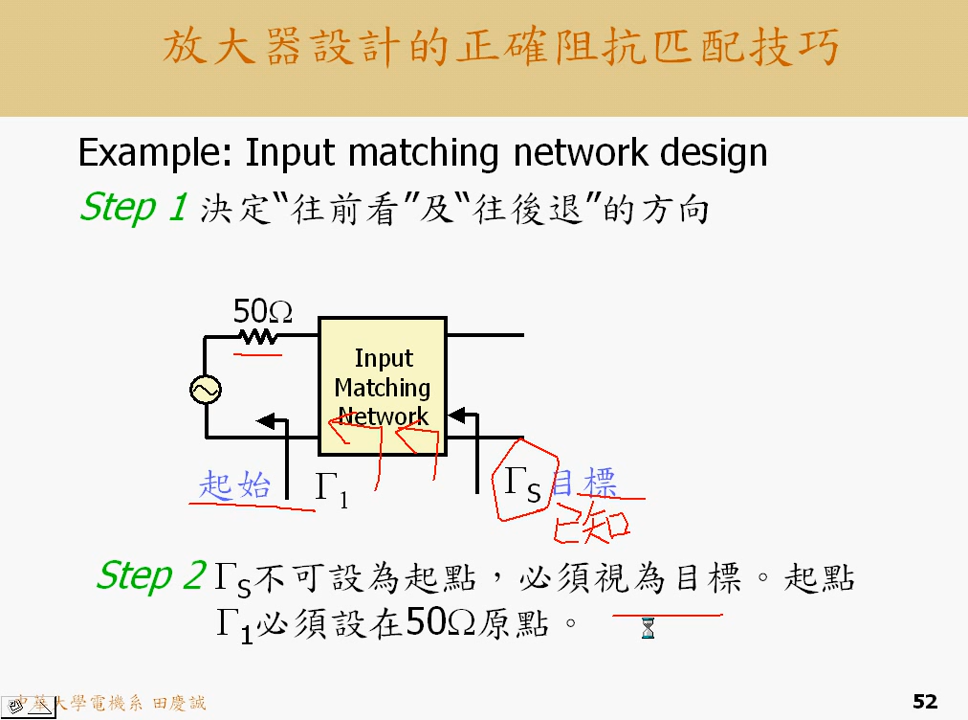 放大器設計的正確阻抗匹配技巧
Example: Input matching network design
Step 1 決定“往前看”及“往後退”的方向
50Ω
Input
Matching
Network
起始 Γ1 ΓS目標
已知
Step 2 ΓS不可設為起點，必須視為目標。起點
Γ1必須設在50Ω原點。
中華大學電機系 田慶誠
52